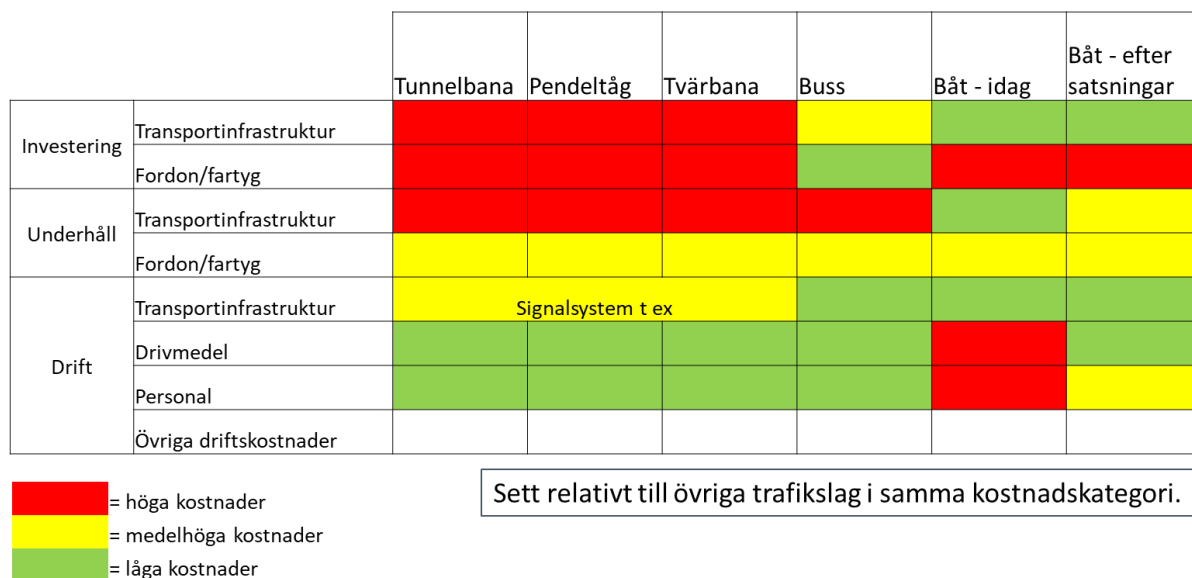 Tunnelbana Pendeltåg Tvärbana Buss Båt - idag Båt - efter
satsningar
Investering
Transportinfrastruktur
Fordon/fartyg
Underhåll
Transportinfrastruktur
Fordon/fartyg
Drift
Transportinfrastruktur Signalsystem t ex
Drivmedel
Personal
Övriga driftskostnader
= höga kostnader
= medelhöga kostnader
= låga kostnader
Sett relativt till övriga trafikslag i samma kostnadskategori.